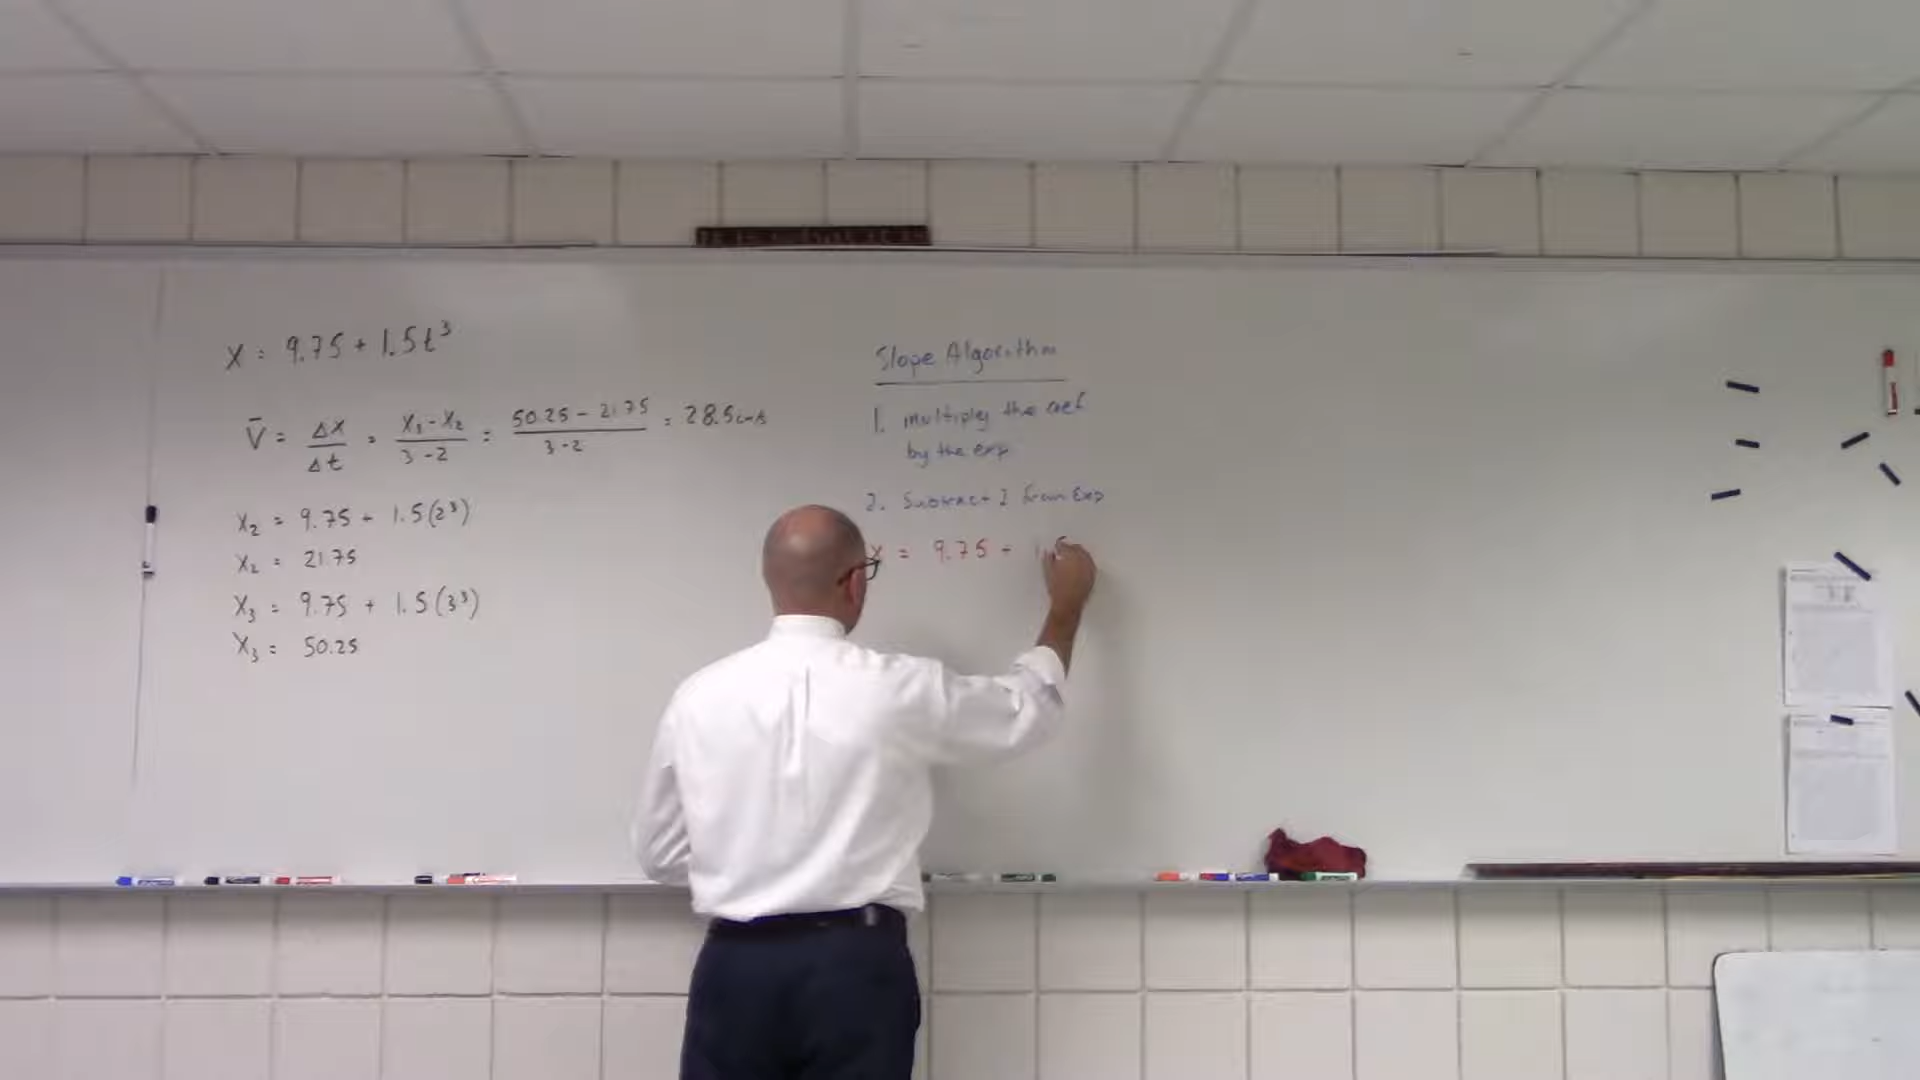 X = 9.75 + 1.5t³
V̄ = Δx/Δt = (X₃-X₂)/(3-2) = (50.25-21.75)/(3-2) = 28.5cm/s
X₂ = 9.75 + 1.5(2³)
X₂ = 21.75
X₃ = 9.75 + 1.5(3³)
X₃ = 50.25
Slope Algorithm
1. multiply the coef
by the exp
2. Subtract 1 from Exp
X = 9.75 + 1.5